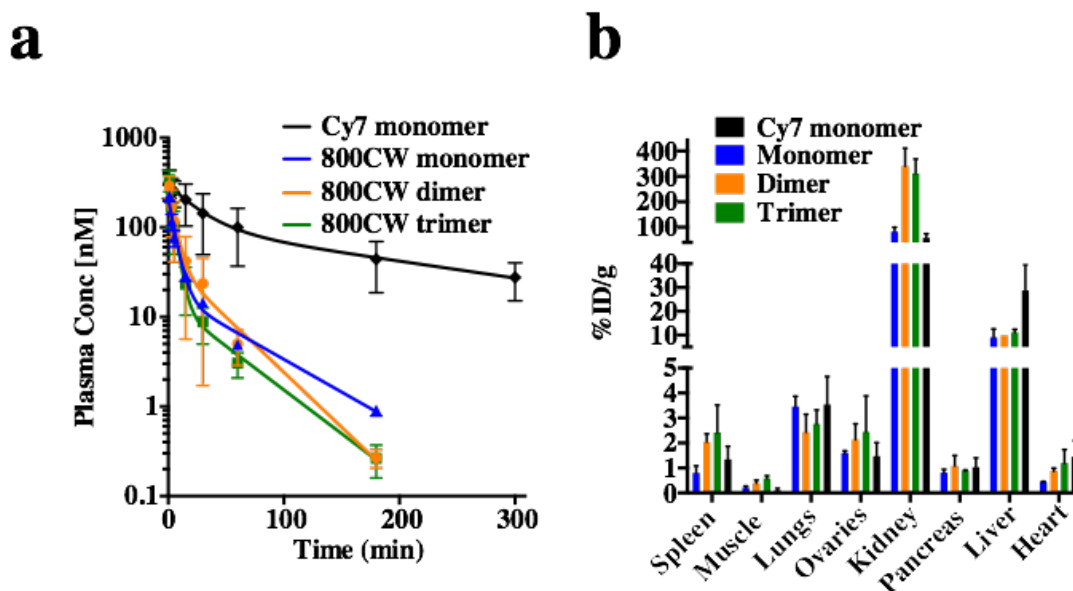 a
Cy7 monomer
800CW monomer
800CW dimer
800CW trimer
Plasma Conc [nM]
1000
100
10
1
0.1
0
100
200
300
Time (min)
b
Cy7 monomer
Monomer
Dimer
Trimer
%ID/g
400
300
200
100
40
30
20
10
5
4
3
2
1
0
Spleen
Muscle
Lungs
Ovaries
Kidney
Pancreas
Liver
Heart